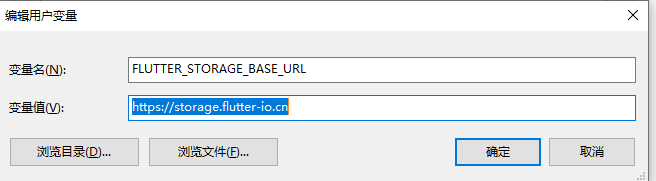 编辑用户变量
变量名(N):
FLUTTER_STORAGE_BASE_URL
变量值(V):
https://storage.flutter-io.cn
浏览目录(D)...
浏览文件(F)...
确定
取消